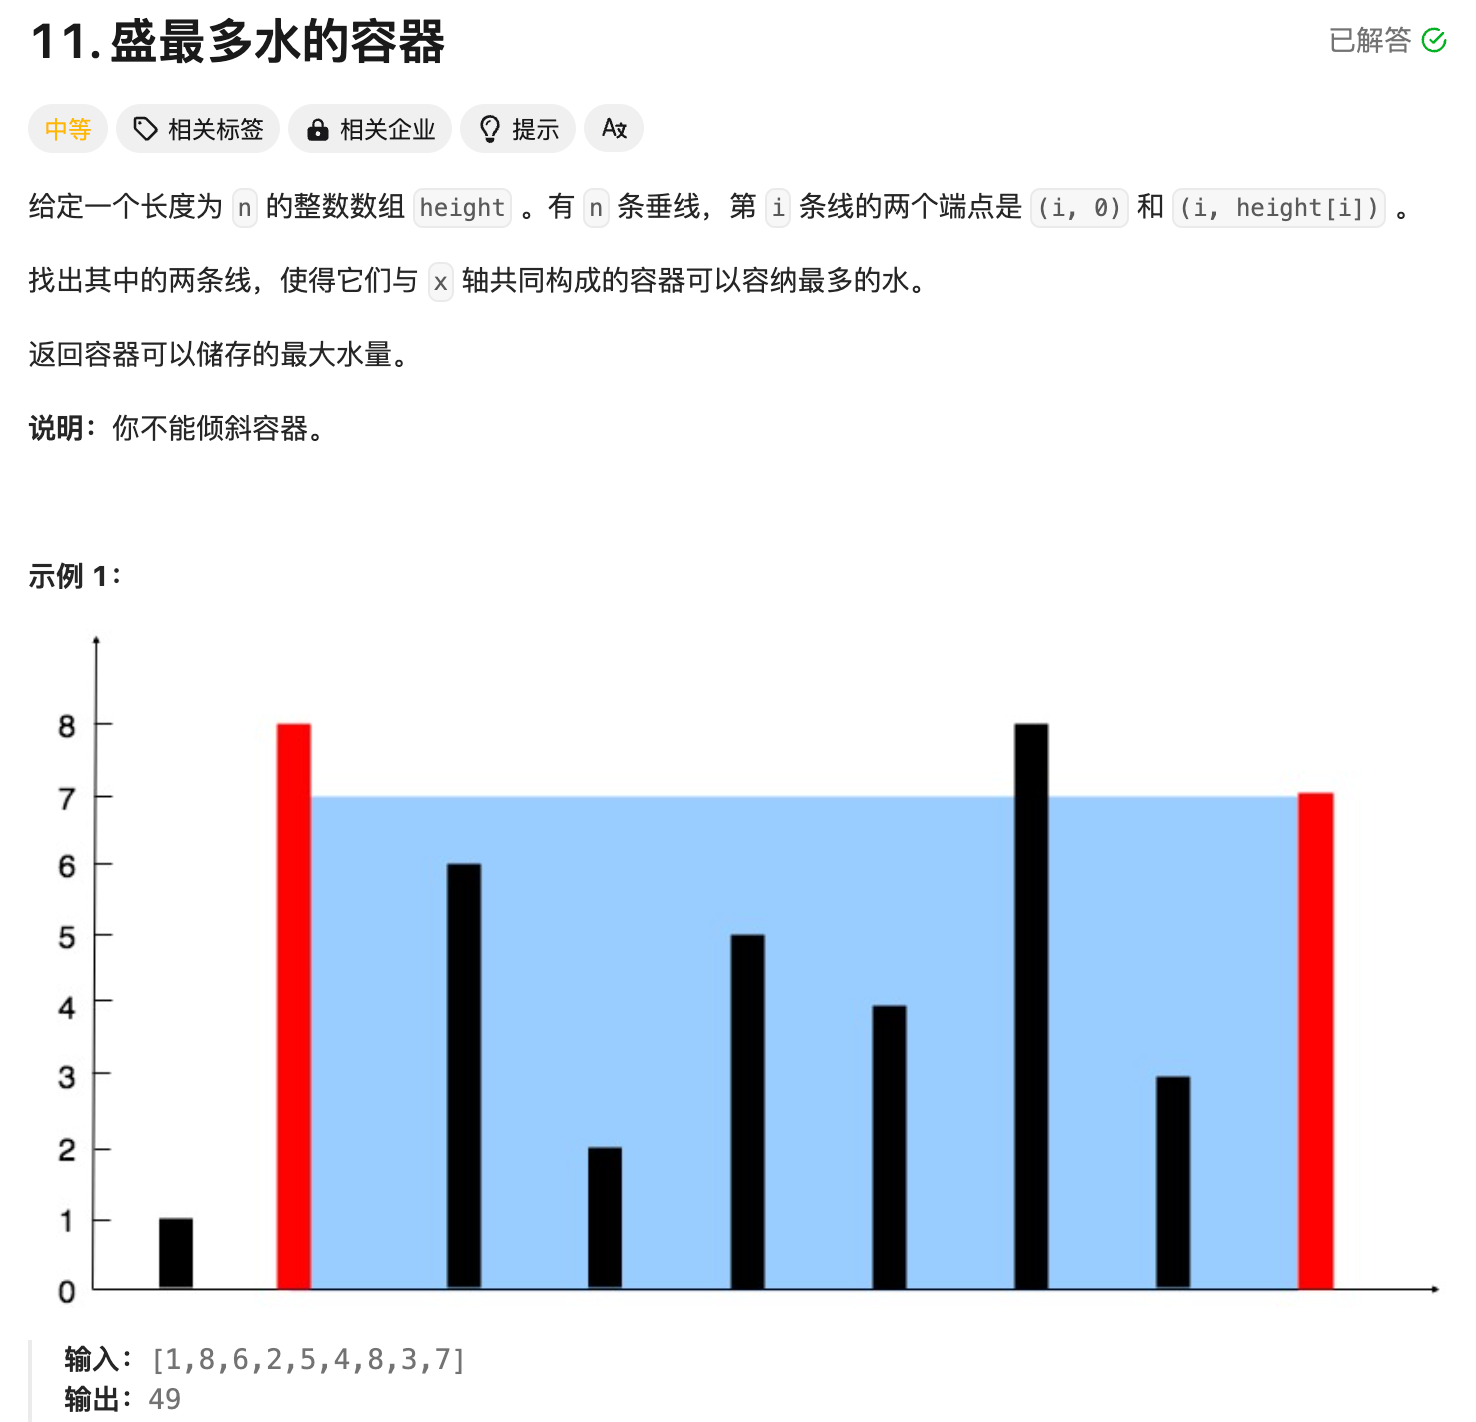 11. 盛最多水的容器
已解答
中等 相关标签 相关企业 提示
给定一个长度为 n 的整数数组 height 。有 n 条垂线，第 i 条线的两个端点是 (i, 0) 和 (i, height[i]) 。
找出其中的两条线，使得它们与 x 轴共同构成的容器可以容纳最多的水。
返回容器可以储存的最大水量。
说明：你不能倾斜容器。
示例 1：
8
7
6
5
4
3
2
1
0
输入：[1,8,6,2,5,4,8,3,7]
输出：49